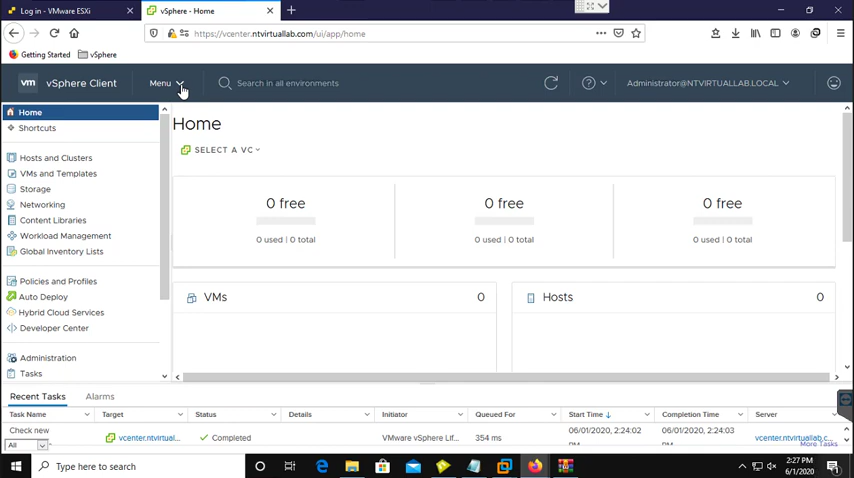 Log in - VMware ESXi
vSphere - Home
https://vcenter.ntvirtuallab.com/ui/app/home
Getting Started
vSphere
vm
vSphere Client
Menu
Search in all environments
Administrator@NTVIRTUALLAB.LOCAL
Home
Shortcuts
Hosts and Clusters
VMs and Templates
Storage
Networking
Content Libraries
Workload Management
Global Inventory Lists
Policies and Profiles
Auto Deploy
Hybrid Cloud Services
Developer Center
Administration
Tasks
Home
SELECT A VC
0 free
0 used | 0 total
0 free
0 used | 0 total
0 free
0 used | 0 total
VMs
0
Hosts
0
Recent Tasks
Alarms
Task Name
Target
Status
Details
Initiator
Queued For
Start Time
Completion Time
Server
Check new
vcenter.ntvirtual...
Completed
VMware vSphere Lif...
354 ms
06/01/2020, 2:24:02
PM
06/01/2020, 2:24:03
PM
vcenter.ntvirtuallab...
All
More Tasks
Type here to search
2:27 PM
6/1/2020